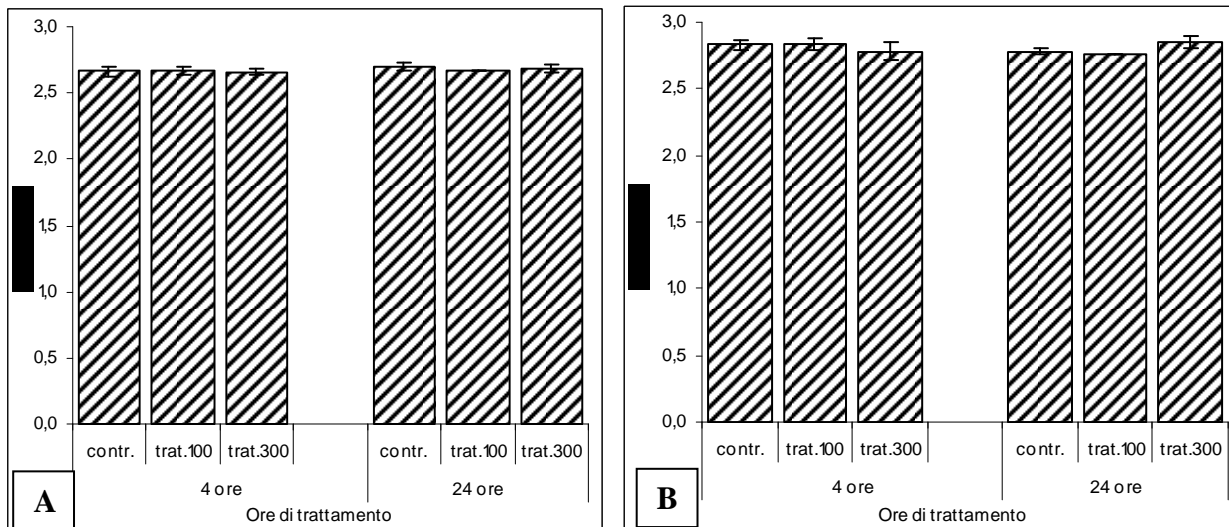 3,0
2,5
2,0
1,5
1,0
0,5
0,0
contr. trat.100 trat.300 contr. trat.100 trat.300
4 ore 24 ore
Ore di trattamento
A
3,0
2,5
2,0
1,5
1,0
0,5
0,0
contr. trat.100 trat.300 contr. trat.100 trat.300
4 ore 24 ore
Ore di trattamento
B